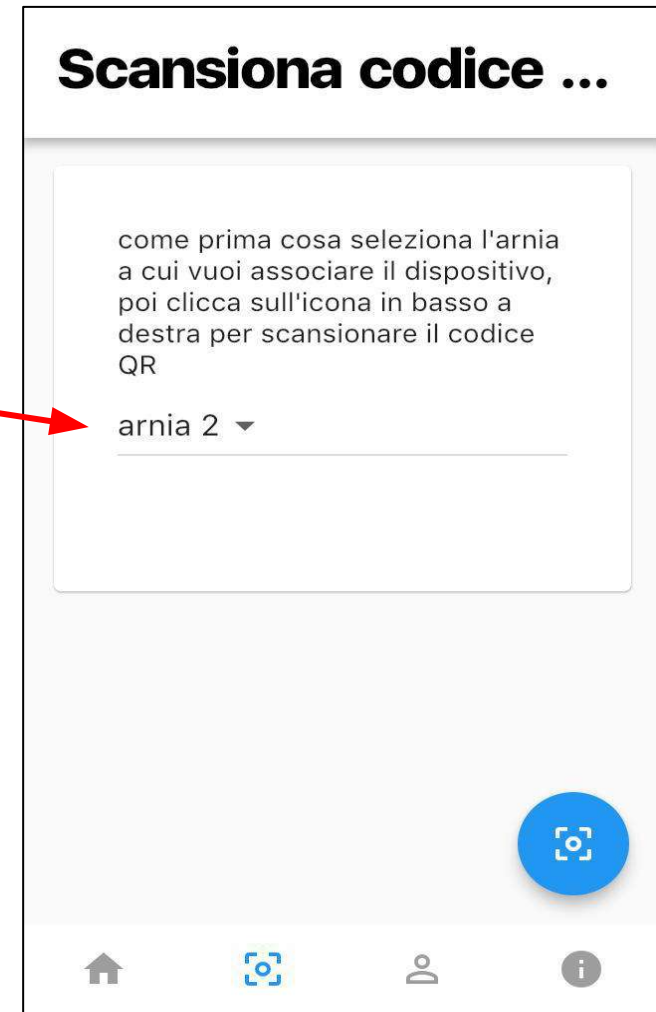 Scansiona codice ...
come prima cosa seleziona l'arnia
a cui vuoi associare il dispositivo,
poi clicca sull'icona in basso a
destra per scansionare il codice
QR
arnia 2